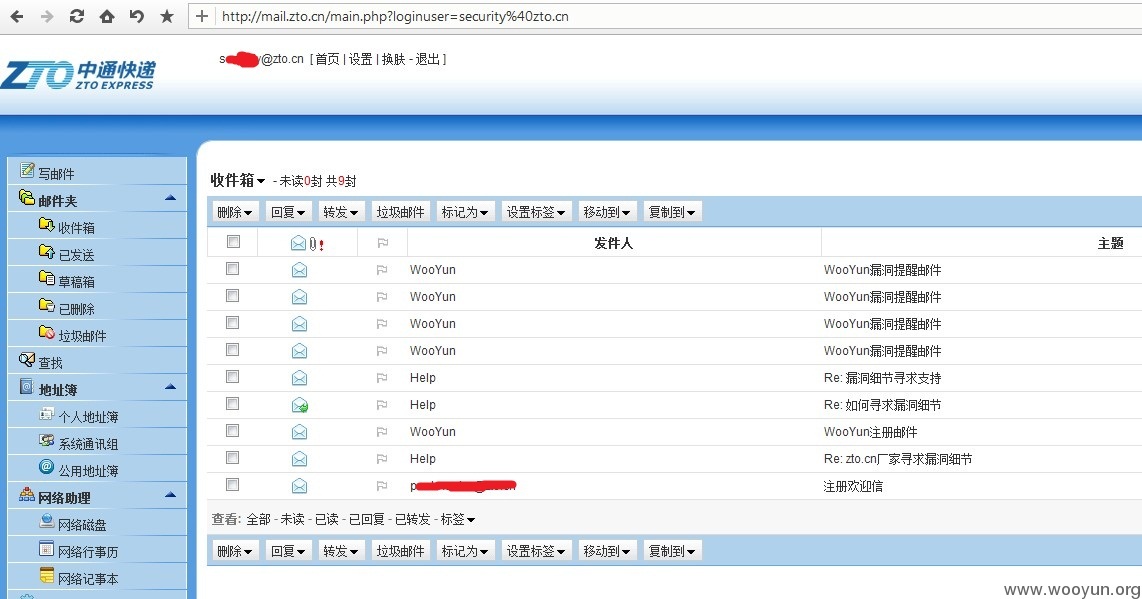 http://mail.zto.cn/main.php?loginuser=security%40zto.cn
s y@zto.cn [首页 | 设置 | 换肤 - 退出 ]
ZTO 中通快递
ZTO EXPRESS
写邮件
邮件夹
收件箱
已发送
草稿箱
已删除
垃圾邮件
查找
地址簿
个人地址簿
系统通讯组
公用地址簿
网络助理
网络磁盘
网络行事历
网络记事本
收件箱 - 未读0封 共9封
删除 回复 转发 垃圾邮件 标记为 设置标签 移动到 复制到
发件人 主题
WooYun WooYun漏洞提醒邮件
WooYun WooYun漏洞提醒邮件
WooYun WooYun漏洞提醒邮件
WooYun WooYun漏洞提醒邮件
Help Re: 漏洞细节寻求支持
Help Re: 如何寻求漏洞细节
WooYun WooYun注册邮件
Help Re: zto.cn厂家寻求漏洞细节
p 注册欢迎信
查看: 全部 - 未读 - 已读 - 已回复 - 已转发 - 标签
删除 回复 转发 垃圾邮件 标记为 设置标签 移动到 复制到
www.wooyun.org